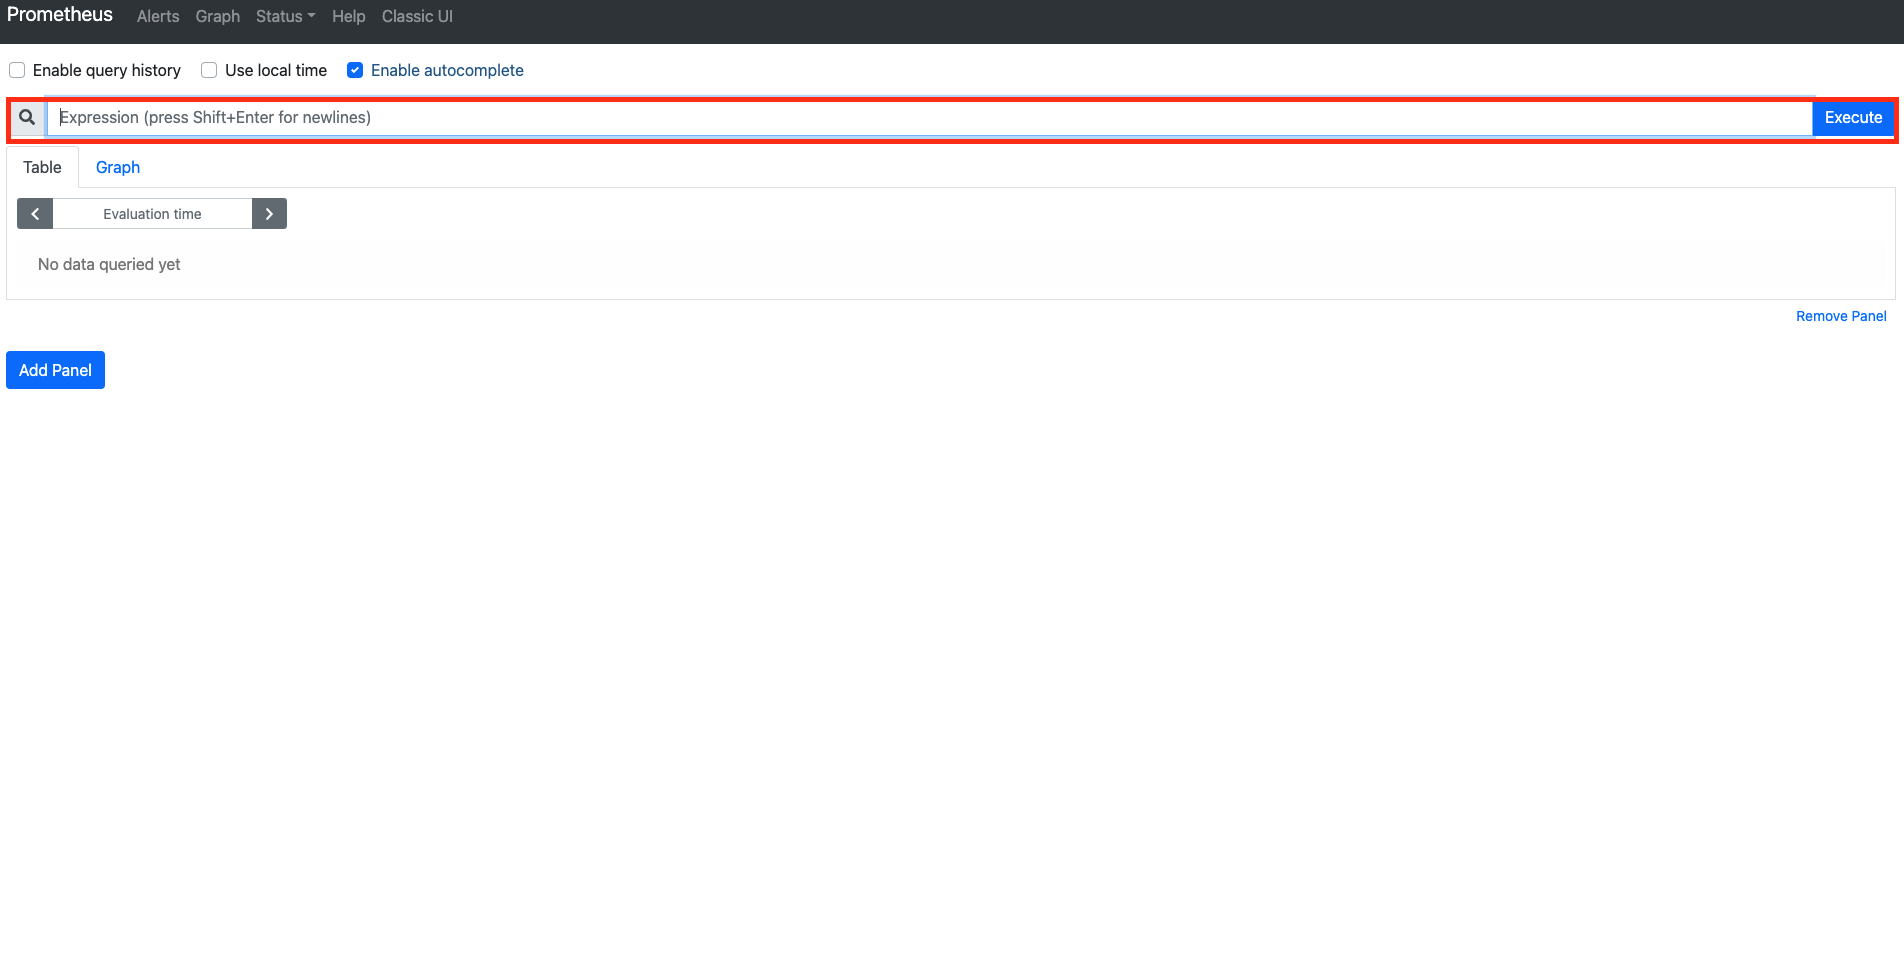 Prometheus Alerts Graph Status Help Classic UI
Enable query history Use local time Enable autocomplete
Expression (press Shift+Enter for newlines) Execute
Table Graph
Evaluation time
No data queried yet
Remove Panel
Add Panel